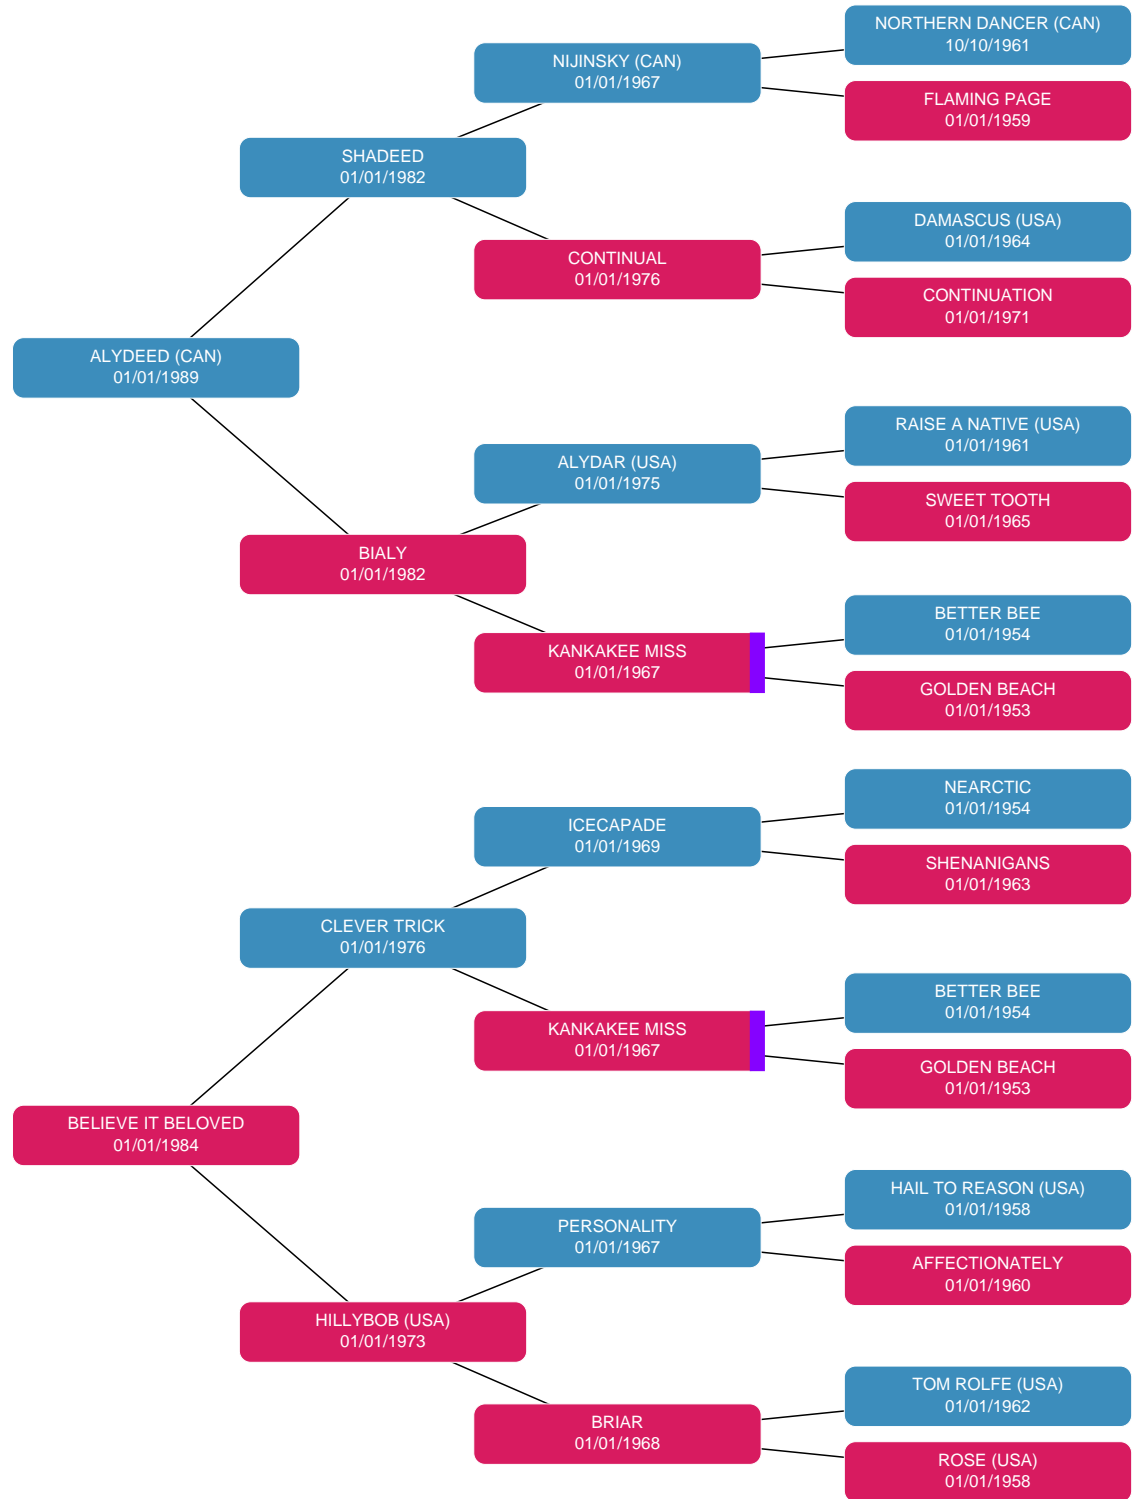 NORTHERN DANCER (CAN)
10/10/1961
NIJINSKY (CAN)
01/01/1967
FLAMING PAGE
01/01/1959
SHADEED
01/01/1982
DAMASCUS (USA)
01/01/1964
CONTINUAL
01/01/1976
CONTINUATION
01/01/1971
ALYDEED (CAN)
01/01/1989
RAISE A NATIVE (USA)
01/01/1961
ALYDAR (USA)
01/01/1975
SWEET TOOTH
01/01/1965
BIALY
01/01/1982
BETTER BEE
01/01/1954
KANKAKEE MISS
01/01/1967
GOLDEN BEACH
01/01/1953
NEARCTIC
01/01/1954
ICECAPADE
01/01/1969
SHENANIGANS
01/01/1963
CLEVER TRICK
01/01/1976
BETTER BEE
01/01/1954
KANKAKEE MISS
01/01/1967
GOLDEN BEACH
01/01/1953
BELIEVE IT BELOVED
01/01/1984
HAIL TO REASON (USA)
01/01/1958
PERSONALITY
01/01/1967
AFFECTIONATELY
01/01/1960
HILLYBOB (USA)
01/01/1973
TOM ROLFE (USA)
01/01/1962
BRIAR
01/01/1968
ROSE (USA)
01/01/1958